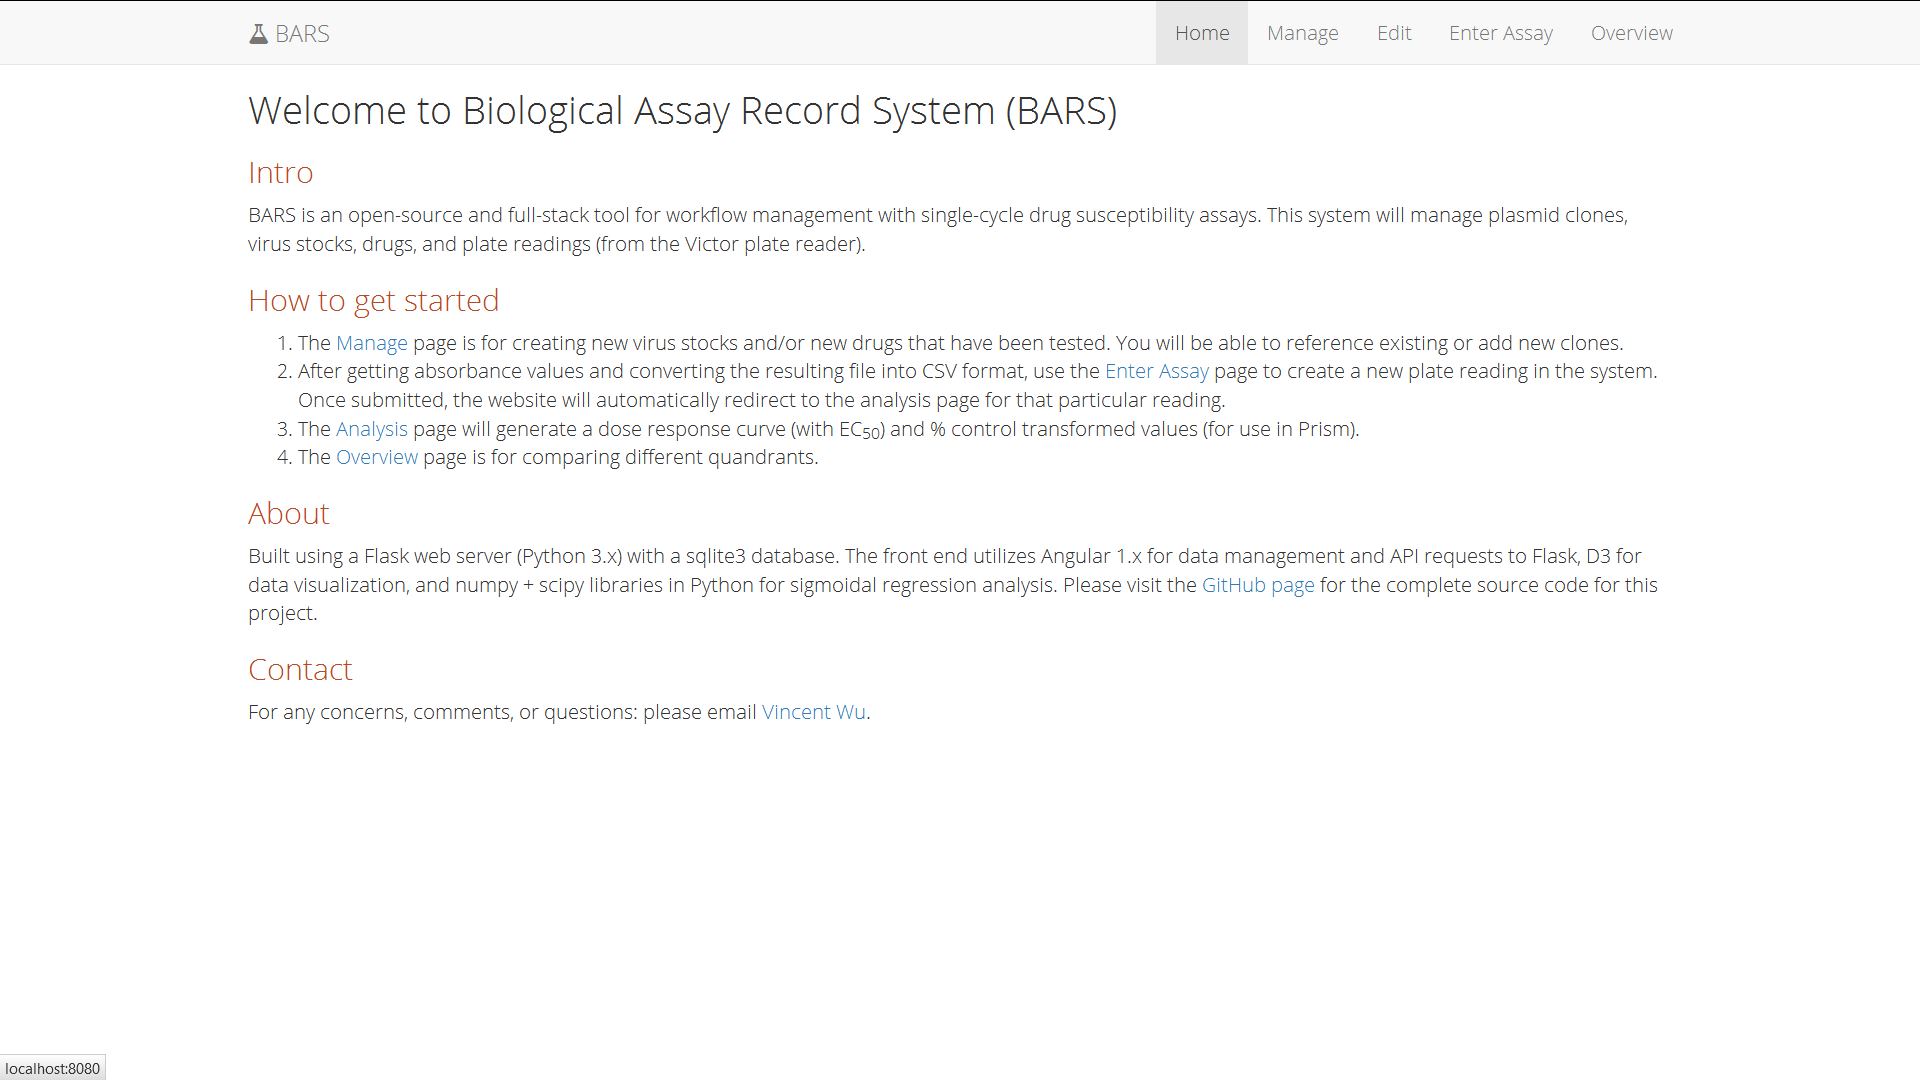 BARS
Home Manage Edit Enter Assay Overview
Welcome to Biological Assay Record System (BARS)
Intro
BARS is an open-source and full-stack tool for workflow management with single-cycle drug susceptibility assays. This system will manage plasmid clones,
virus stocks, drugs, and plate readings (from the Victor plate reader).
How to get started
1. The Manage page is for creating new virus stocks and/or new drugs that have been tested. You will be able to reference existing or add new clones.
2. After getting absorbance values and converting the resulting file into CSV format, use the Enter Assay page to create a new plate reading in the system.
Once submitted, the website will automatically redirect to the analysis page for that particular reading.
3. The Analysis page will generate a dose response curve (with EC50) and % control transformed values (for use in Prism).
4. The Overview page is for comparing different quandrants.
About
Built using a Flask web server (Python 3.x) with a sqlite3 database. The front end utilizes Angular 1.x for data management and API requests to Flask, D3 for
data visualization, and numpy + scipy libraries in Python for sigmoidal regression analysis. Please visit the GitHub page for the complete source code for this
project.
Contact
For any concerns, comments, or questions: please email Vincent Wu.
localhost:8080